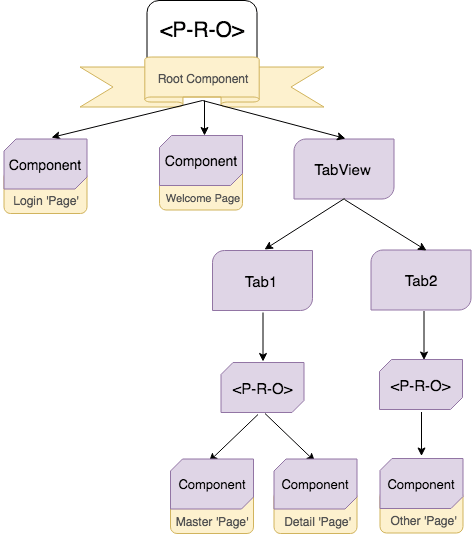 <P-R-O>
Root Component
Component
Login 'Page'
Component
Welcome Page
TabView
Tab1
Tab2
<P-R-O>
<P-R-O>
Component
Master 'Page'
Component
Detail 'Page'
Component
Other 'Page'